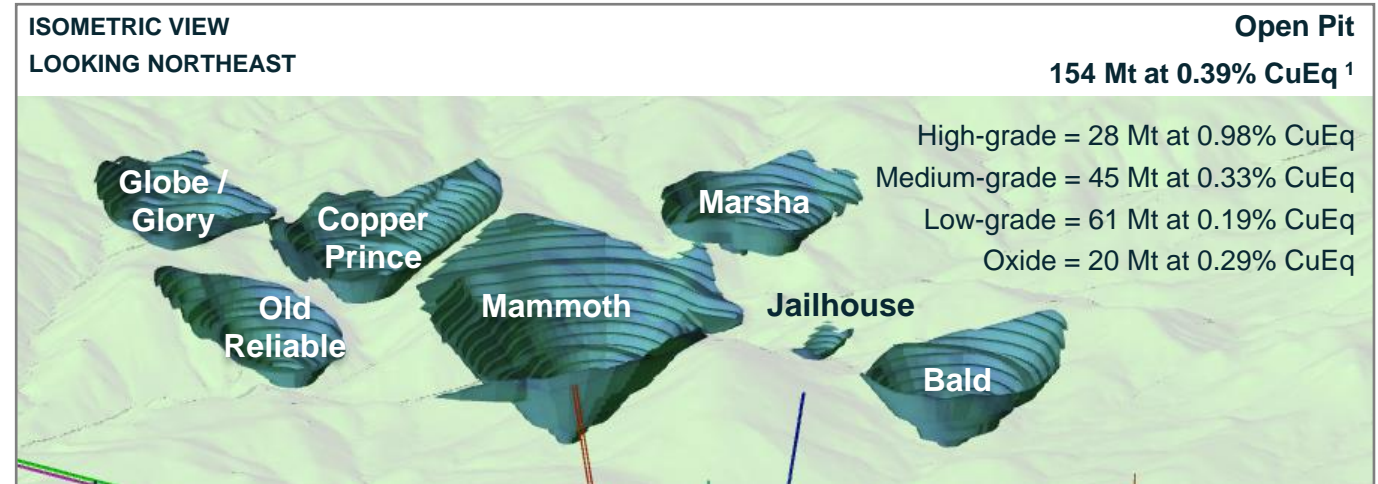 ISOMETRIC VIEW
LOOKING NORTHEAST
Open Pit
154 Mt at 0.39% CuEq ¹
High-grade = 28 Mt at 0.98% CuEq
Medium-grade = 45 Mt at 0.33% CuEq
Low-grade = 61 Mt at 0.19% CuEq
Oxide = 20 Mt at 0.29% CuEq
Globe /
Glory
Copper
Prince
Marsha
Old
Reliable
Mammoth
Jailhouse
Bald